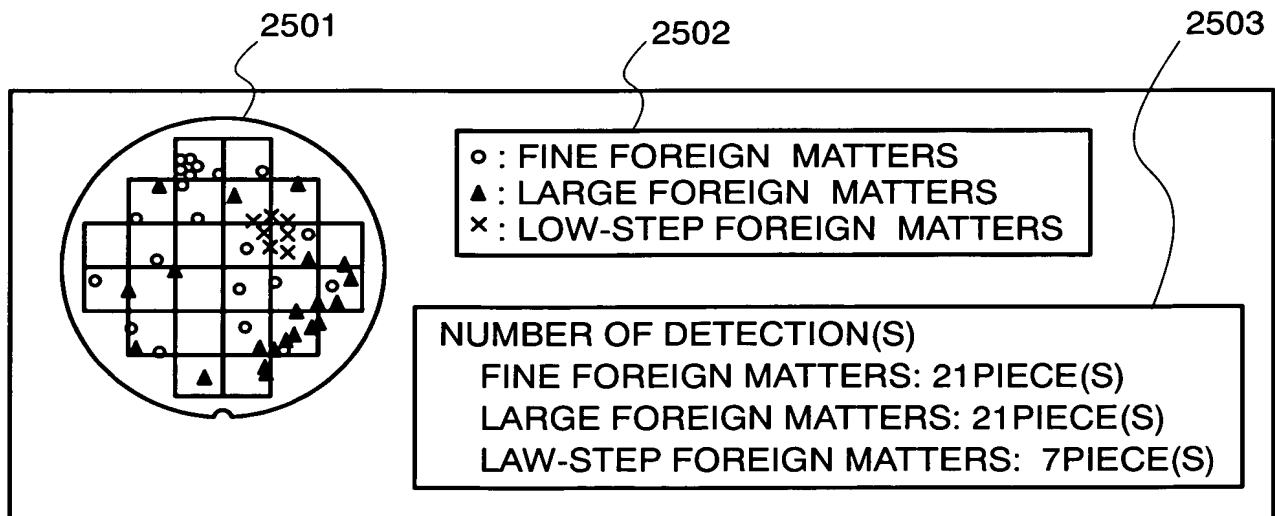 2501
2502
2503
o : FINE FOREIGN MATTERS
▲ : LARGE FOREIGN MATTERS
× : LOW-STEP FOREIGN MATTERS
NUMBER OF DETECTION(S)
FINE FOREIGN MATTERS: 21PIECE(S)
LARGE FOREIGN MATTERS: 21PIECE(S)
LAW-STEP FOREIGN MATTERS: 7PIECE(S)